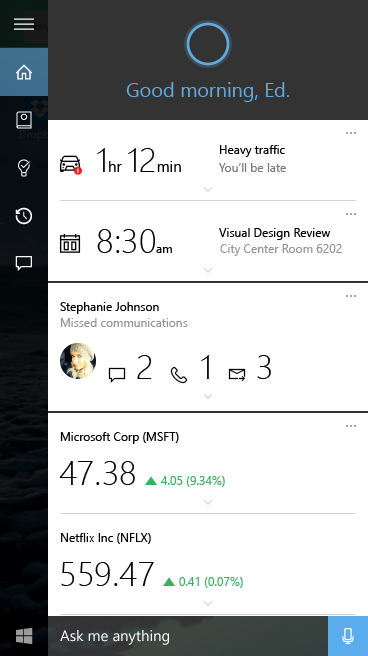 Good morning, Ed.
1hr 12min
Heavy traffic
You'll be late
8:30am
Visual Design Review
City Center Room 6202
Stephanie Johnson
Missed communications
2 1 3
Microsoft Corp (MSFT)
47.38 ▲ 4.05 (9.34%)
Netflix Inc (NFLX)
559.47 ▲ 0.41 (0.07%)
Ask me anything